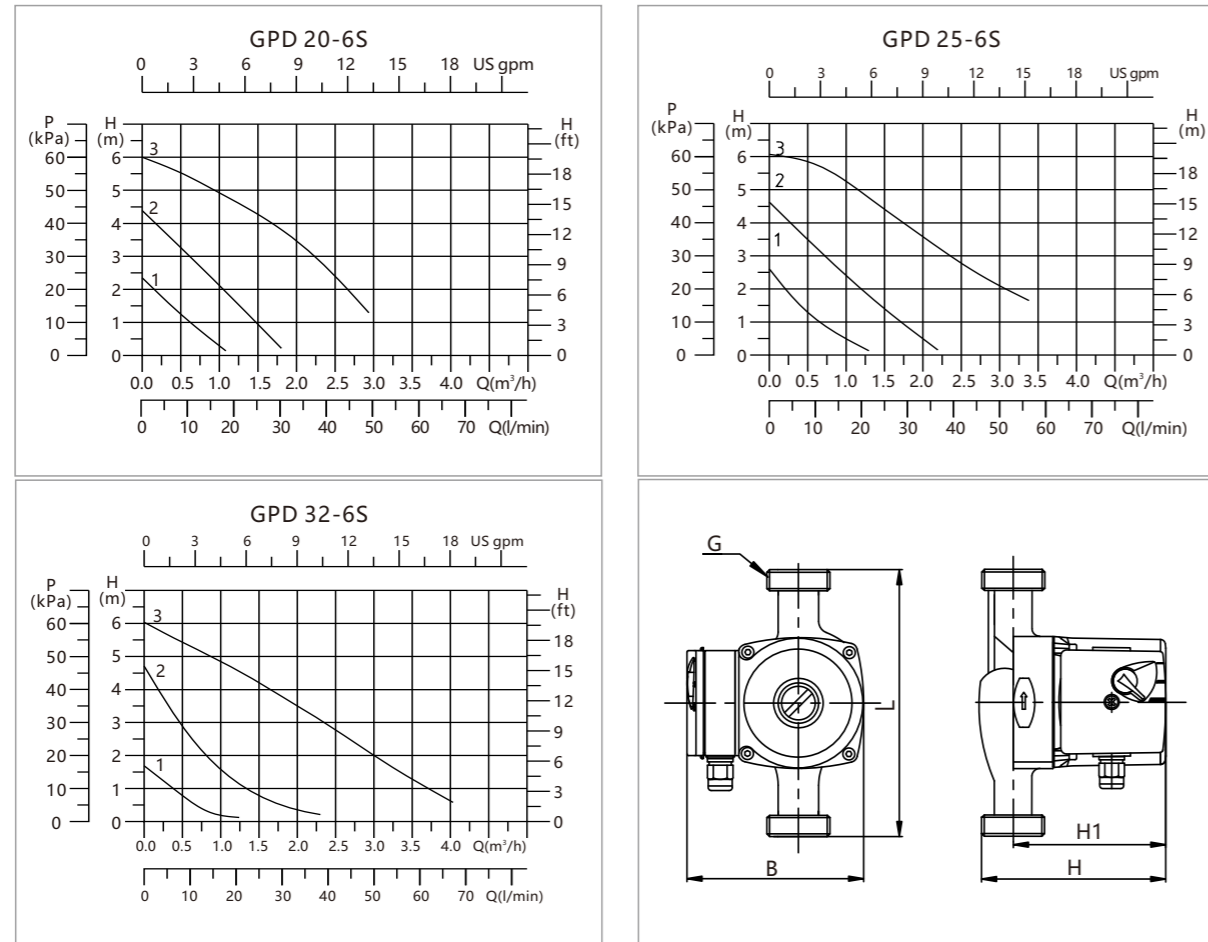 GPD 20-6S
0 3 6 9 12 15 18 US gpm
P
(kPa)
H
(m)
H
(ft)
60
50
40
30
20
10
0
6
5
4
3
2
1
0
18
15
12
9
6
3
0
3
2
1
0.0 0.5 1.0 1.5 2.0 2.5 3.0 3.5 4.0 Q(m³/h)
0 10 20 30 40 50 60 70 Q(l/min)
GPD 25-6S
0 3 6 9 12 15 18 US gpm
P
(kPa)
H
(m)
H
(m)
60
50
40
30
20
10
0
6
5
4
3
2
1
0
18
15
12
9
6
3
0
3
2
1
0.0 0.5 1.0 1.5 2.0 2.5 3.0 3.5 4.0 Q(m³/h)
0 10 20 30 40 50 60 70 Q(l/min)
GPD 32-6S
0 3 6 9 12 15 18 US gpm
P
(kPa)
H
(m)
H
(ft)
60
50
40
30
20
10
0
6
5
4
3
2
1
0
18
15
12
9
6
3
0
3
2
1
0.0 0.5 1.0 1.5 2.0 2.5 3.0 3.5 4.0 Q(m³/h)
0 10 20 30 40 50 60 70 Q(l/min)
G
L
B
H1
H